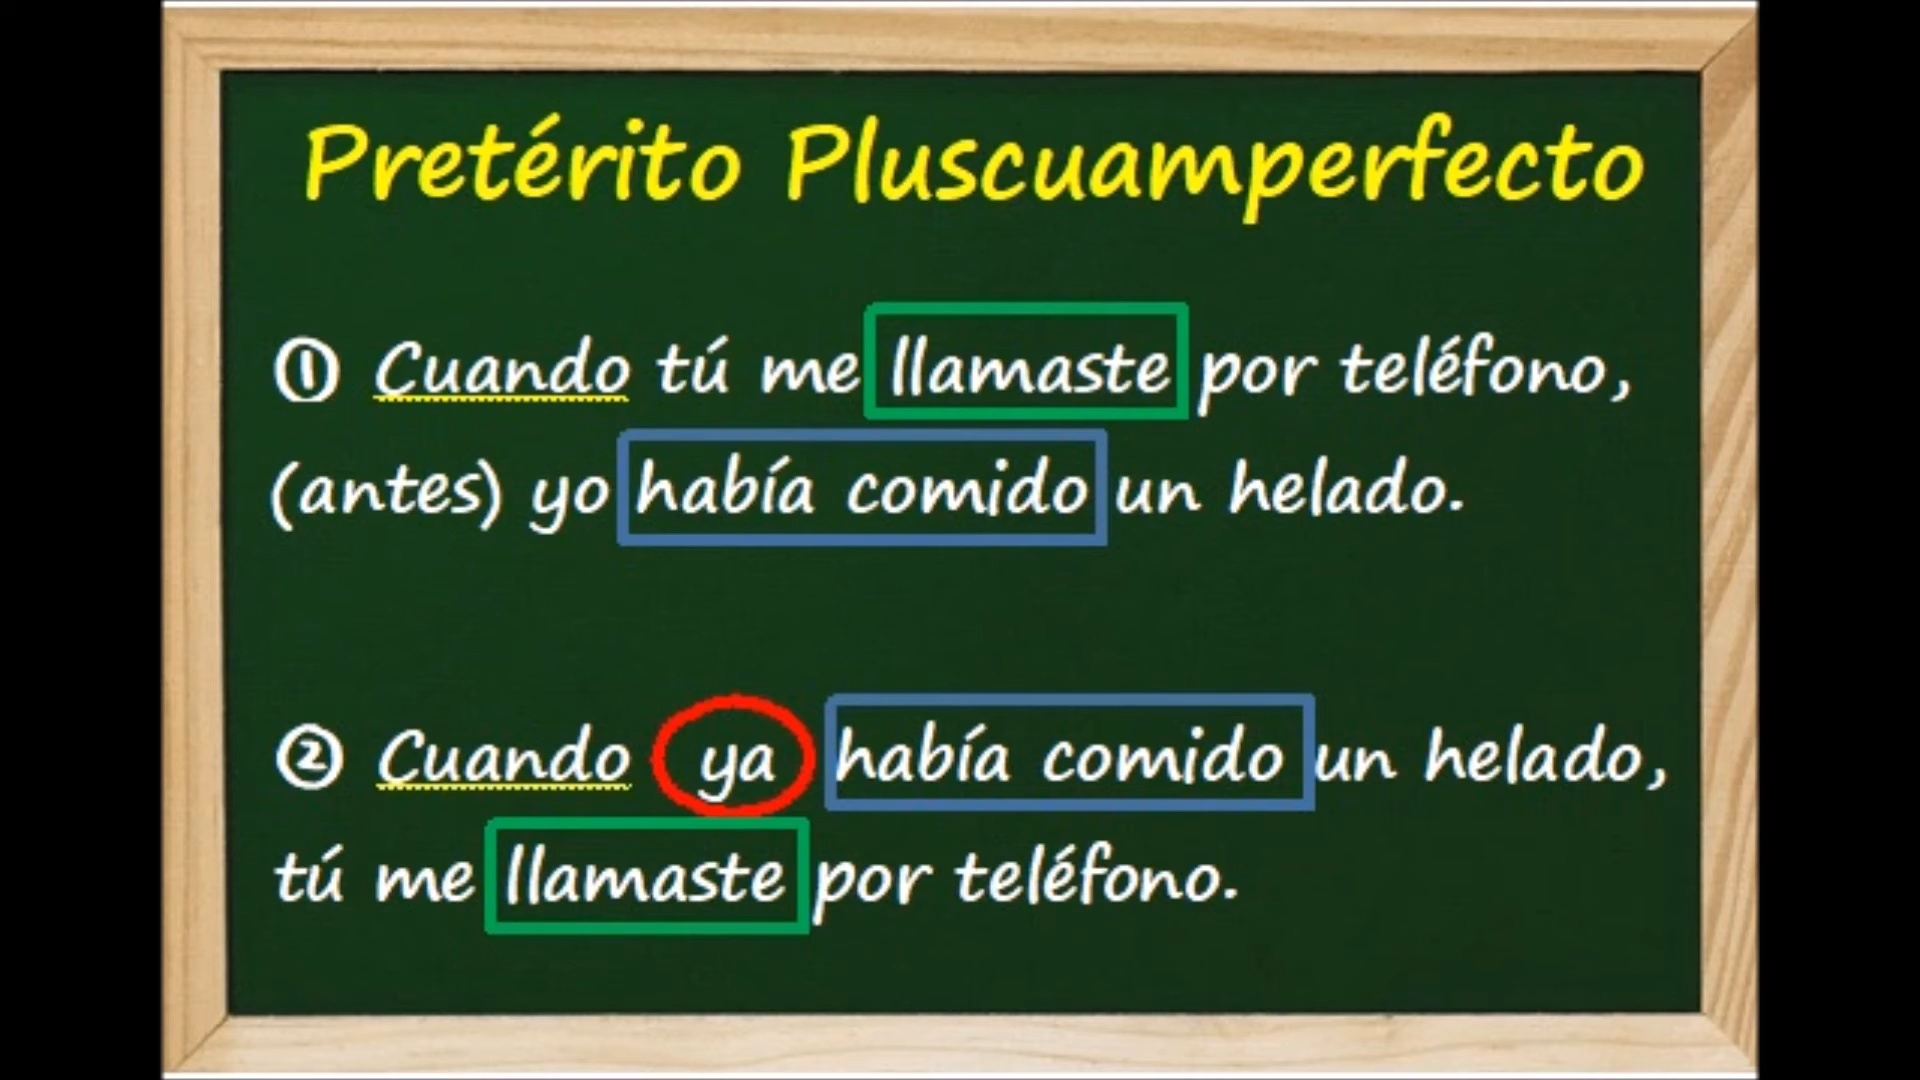 Pretérito Pluscuamperfecto
① Cuando tú me llamaste por teléfono,
(antes) yo había comido un helado.
② Cuando ya había comido un helado,
tú me llamaste por teléfono.